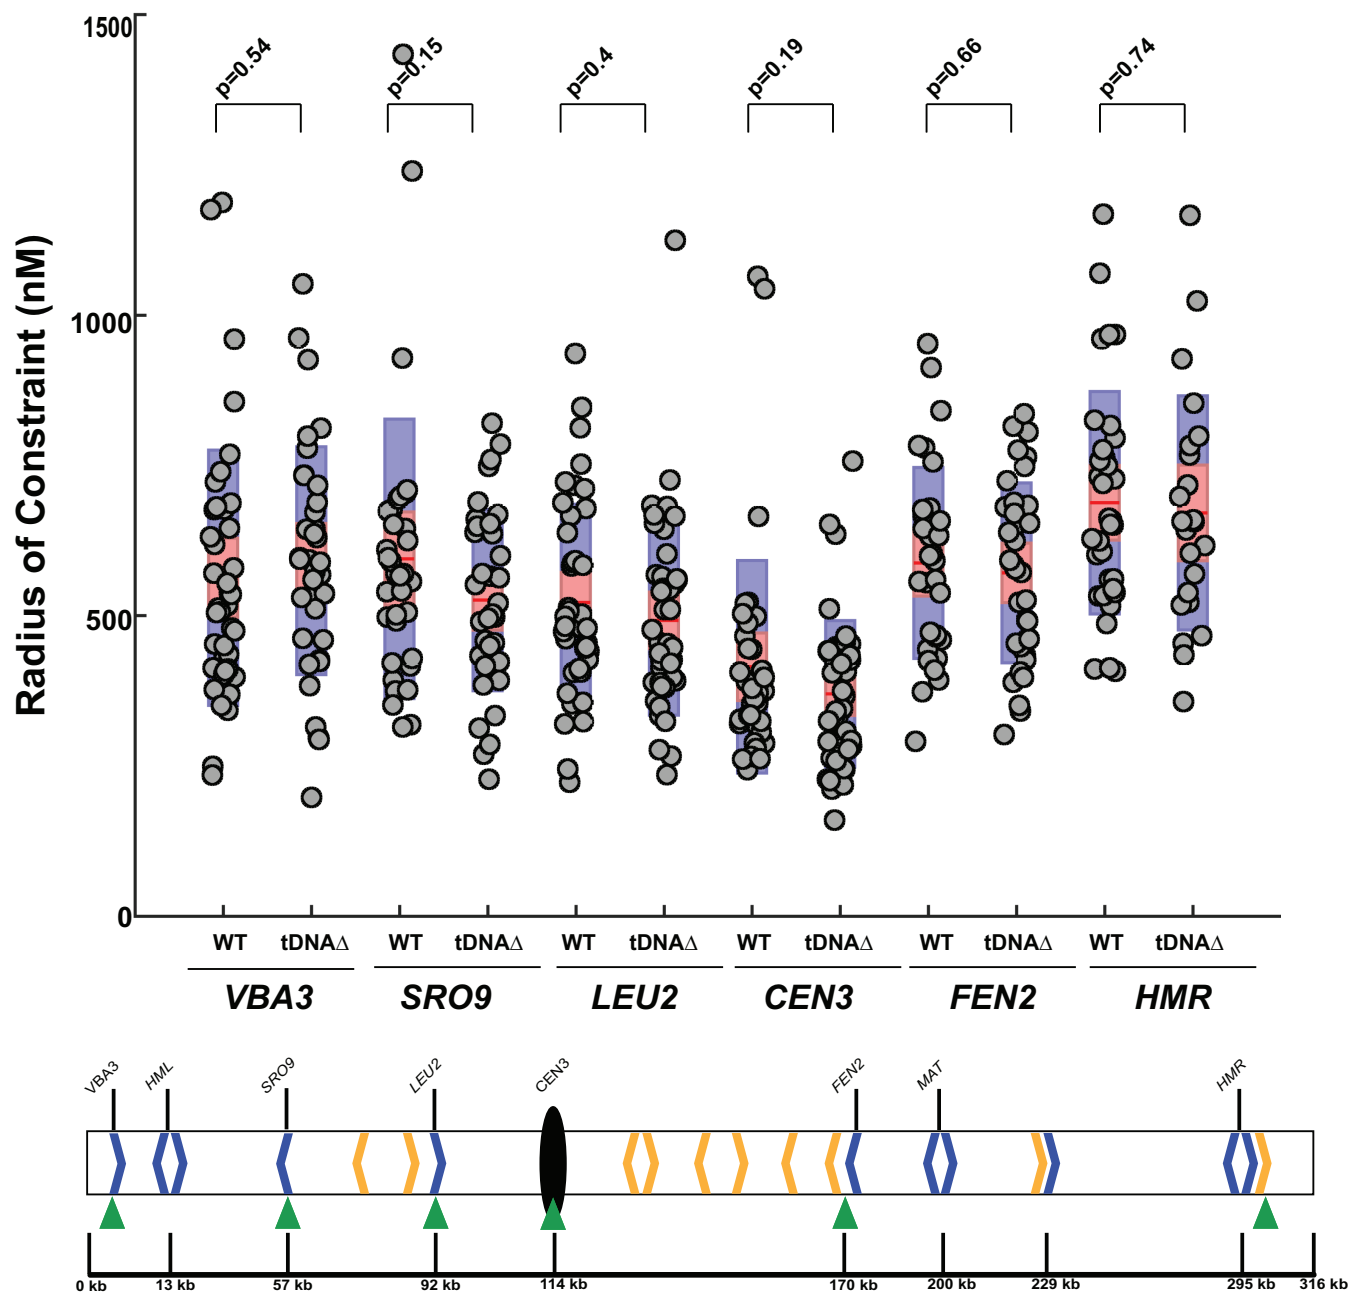 1500
1000
500
0
Radius of Constraint (nM)
p=0.54
p=0.15
p=0.4
p=0.19
p=0.66
p=0.74
WT tDNAΔ WT tDNAΔ WT tDNAΔ WT tDNAΔ WT tDNAΔ WT tDNAΔ
VBA3 SRO9 LEU2 CEN3 FEN2 HMR
VBA3 HML SRO9 LEU2 CEN3 FEN2 MAT HMR
0 kb 13 kb 57 kb 92 kb 114 kb 170 kb 200 kb 229 kb 295 kb 316 kb